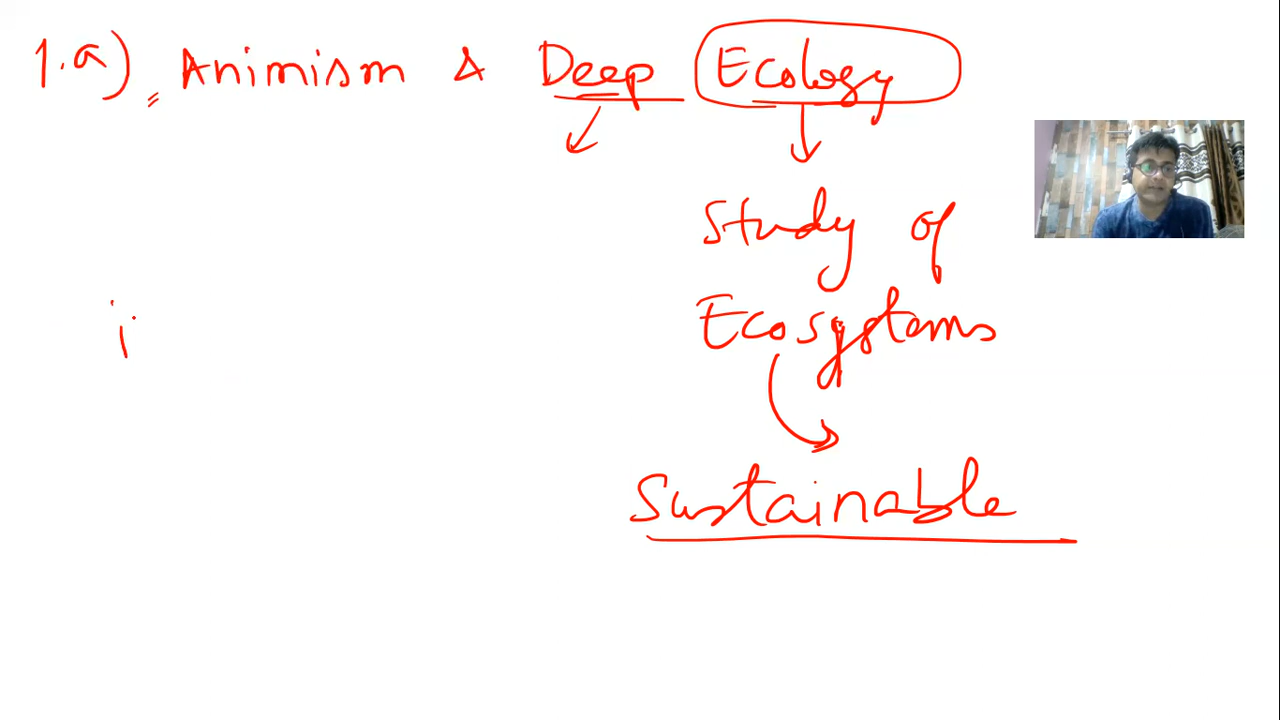 1.a) Animism & Deep Ecology
Study of
Ecosystems
i
Sustainable